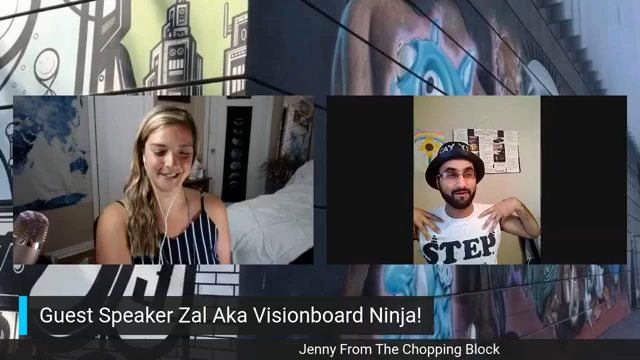 STEP
Guest Speaker Zal Aka Visionboard Ninja!
Jenny From The Chopping Block